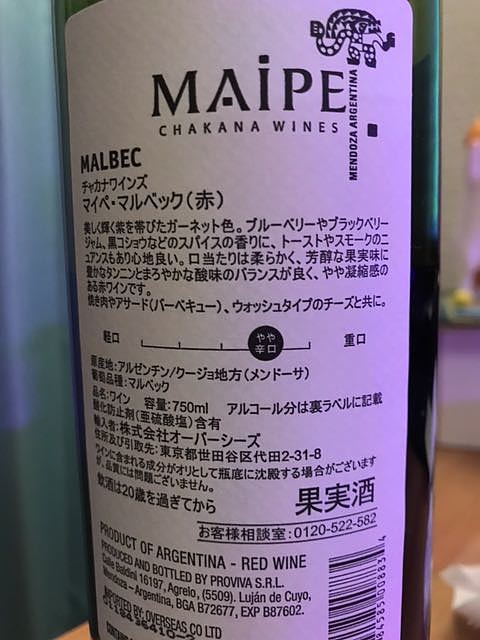 MAiPE
CHAKANA WINES
MENDOZA ARGENTINA
MALBEC
チャカナワインズ
マイペ・マルベック(赤)
美しく輝く紫を帯びたガーネット色。ブルーベリーやブラックベリー
ジャム、黒コショウなどのスパイスの香りに、トーストやスモークのニ
ュアンスもあり心地良い。口当たりは柔らかく、芳醇な果実味に
豊かなタンニンとまろやかな酸味のバランスが良く、やや凝縮感の
ある赤ワインです。
焼き肉やアサード(バーベキュー)、ウォッシュタイプのチーズと共に。
軽口 やや辛口 重口
原産地:アルゼンチン/クージョ地方(メンドーサ)
葡萄品種:マルベック
品名:ワイン 容量:750ml アルコール分は裏ラベルに記載
酸化防止剤(亜硫酸塩)含有
輸入者:株式会社オーバーシーズ
住所及び引取先:東京都世田谷区代田2-31-8
ワインに含まれる成分がオリとして瓶底に沈殿する場合がございます
が、品質には問題ございません。
飲酒は20歳を過ぎてから
果実酒
お客様相談室:0120-522-582
PRODUCT OF ARGENTINA - RED WINE
PRODUCED AND BOTTLED BY PROVIVA S.R.L.
Calle Baldini 16197, Agrelo, (5509). Luján de Cuyo,
Mendoza – Argentina, BGA B72677, EXP B87602.
IMPORTED BY: OVERSEAS CO LTD